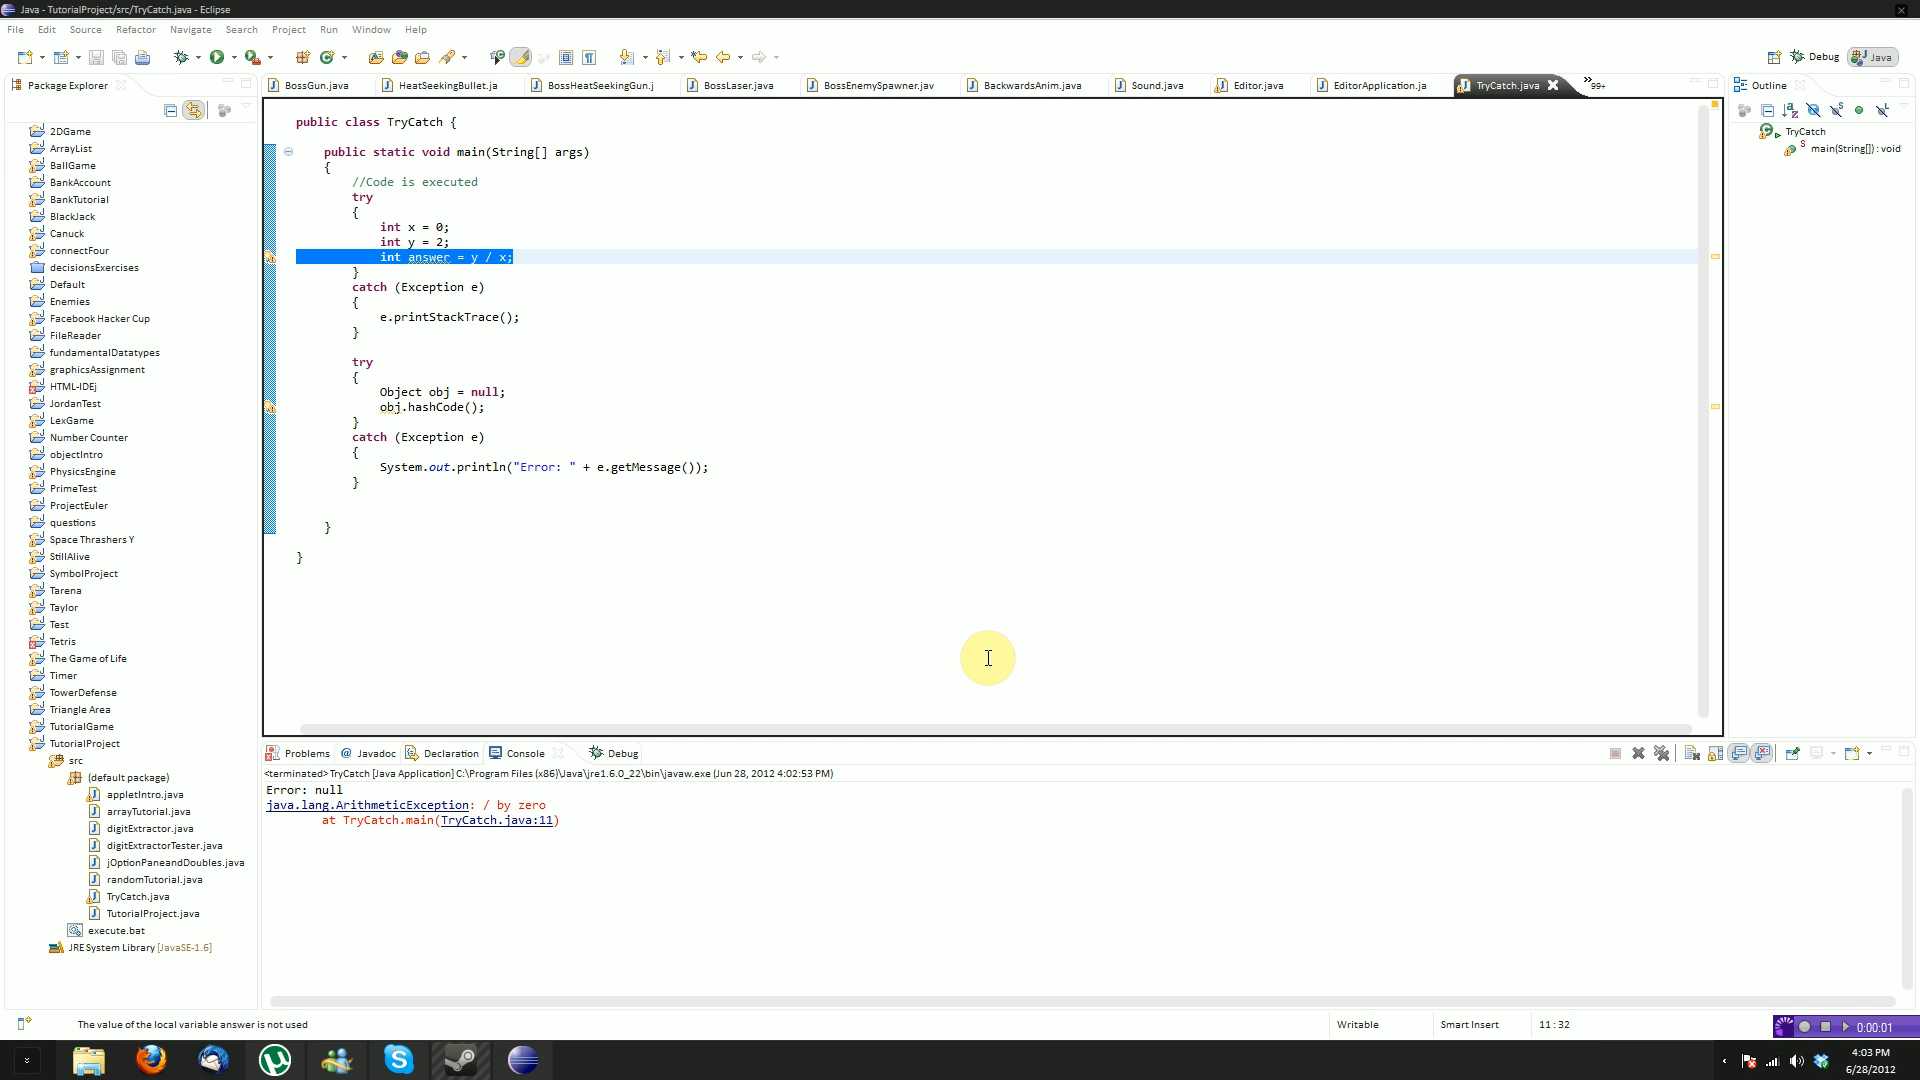 Java - TutorialProject/src/TryCatch.java - Eclipse
File Edit Source Refactor Navigate Search Project Run Window Help
Debug Java
Package Explorer
BossGun.java HeatSeekingBullet.ja BossHeatSeekingGun.j BossLaser.java BossEnemySpawner.jav BackwardsAnim.java Sound.java Editor.java EditorApplication.ja TryCatch.java 99+
Outline
2DGame
ArrayList
BallGame
BankAccount
BankTutorial
BlackJack
Canuck
connectFour
decisionsExercises
Default
Enemies
Facebook Hacker Cup
FileReader
fundamentalDatatypes
graphicsAssignment
HTML-IDEj
JordanTest
LexGame
Number Counter
objectIntro
PhysicsEngine
PrimeTest
ProjectEuler
questions
Space Thrashers Y
StillAlive
SymbolProject
Tarena
Taylor
Test
Tetris
The Game of Life
Timer
TowerDefense
Triangle Area
TutorialGame
TutorialProject
src
(default package)
appletIntro.java
arrayTutorial.java
digitExtractor.java
digitExtractorTester.java
jOptionPaneandDoubles.java
randomTutorial.java
TryCatch.java
TutorialProject.java
execute.bat
JRE System Library [JavaSE-1.6]
public class TryCatch {
public static void main(String[] args)
{
//Code is executed
try
{
int x = 0;
int y = 2;
int answer = y / x;
}
catch (Exception e)
{
e.printStackTrace();
}
try
{
Object obj = null;
obj.hashCode();
}
catch (Exception e)
{
System.out.println("Error: " + e.getMessage());
}
}
}
TryCatch
S main(String[]) : void
Problems @ Javadoc Declaration Console Debug
<terminated> TryCatch [Java Application] C:\Program Files (x86)\Java\jre1.6.0_22\bin\javaw.exe (Jun 28, 2012 4:02:53 PM)
Error: null
java.lang.ArithmeticException: / by zero
at TryCatch.main(TryCatch.java:11)
The value of the local variable answer is not used
Writable Smart Insert 11 : 32
0:00:01
4:03 PM
6/28/2012